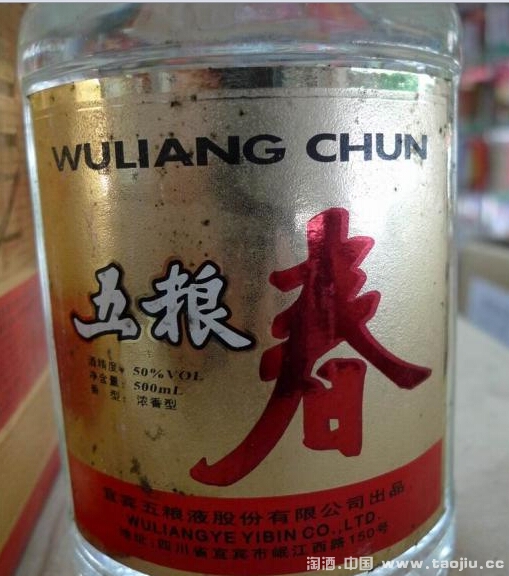 WULIANG CHUN
五粮春
酒精度: 50%VOL
净含量: 500mL
香 型: 浓香型
宜宾五粮液股份有限公司出品
WULIANGYE YIBIN CO.,LTD.
地址: 四川省宜宾市岷江西路150号
淘酒.中国 www.taojiu.cc